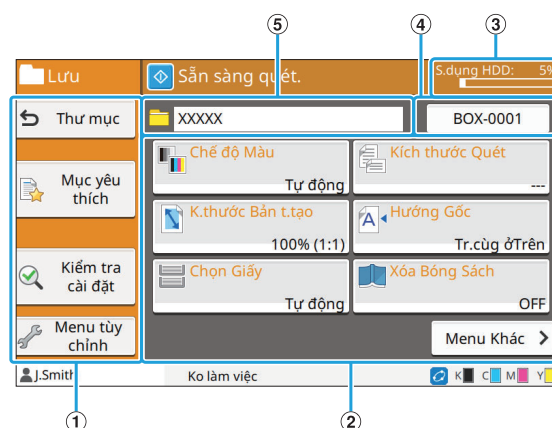 ⑤ ④ ③
Lưu
Sẵn sàng quét.
S.dụng HDD: 5%
Thư mục
XXXXX
BOX-0001
Mục yêu
thích
Kiểm tra
cài đặt
Menu tùy
chỉnh
Chế độ Màu
Tự động
Kích thước Quét
---
K.thước Bản t.tạo
100% (1:1)
Hướng Gốc
Tr.cùg ởTrên
Chọn Giấy
Tự động
Xóa Bóng Sách
OFF
Menu Khác
J.Smith
Ko làm việc
K C M Y
① ②